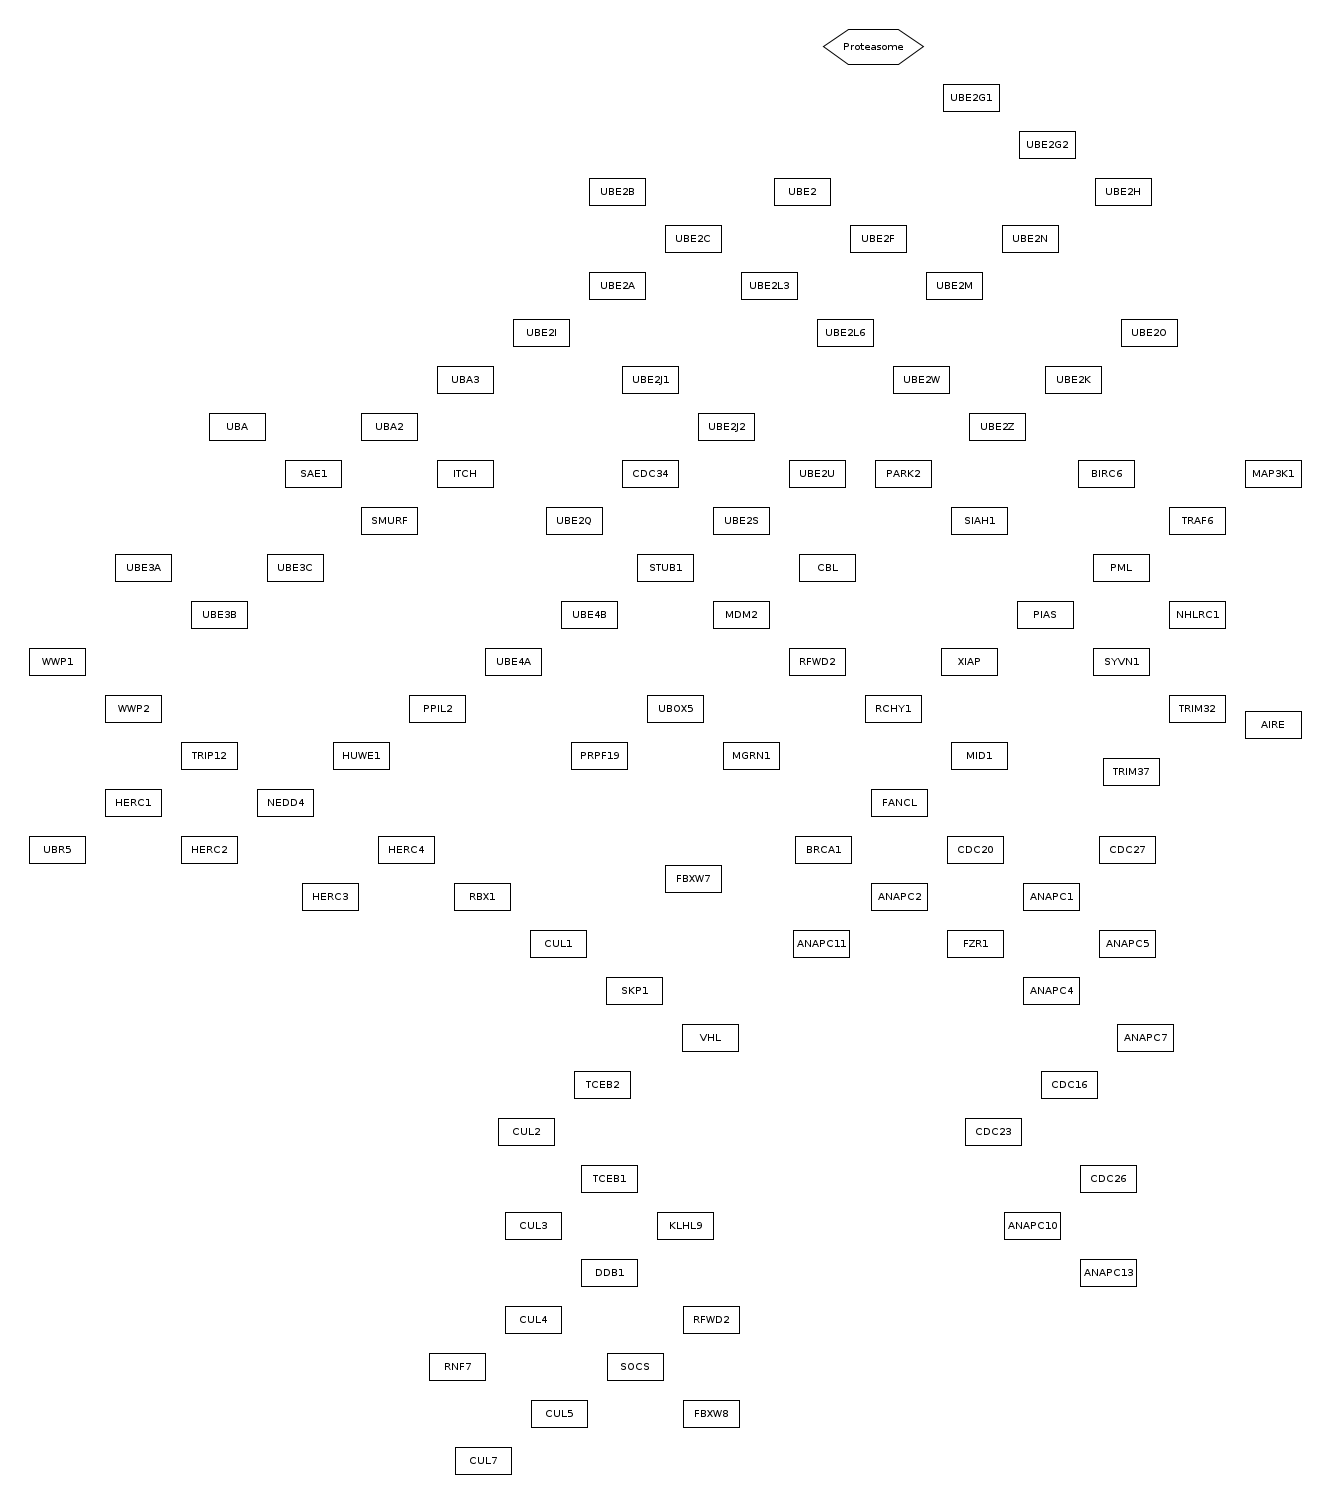 Proteasome
UBE2G1
UBE2G2
UBE2B
UBE2
UBE2H
UBE2C
UBE2F
UBE2N
UBE2A
UBE2L3
UBE2M
UBE2I
UBE2L6
UBE2O
UBA3
UBE2J1
UBE2W
UBE2K
UBA
UBA2
UBE2J2
UBE2Z
SAE1
ITCH
CDC34
UBE2U
PARK2
BIRC6
MAP3K1
SMURF
UBE2Q
UBE2S
SIAH1
TRAF6
UBE3A
UBE3C
STUB1
CBL
PML
UBE3B
UBE4B
MDM2
PIAS
NHLRC1
WWP1
UBE4A
RFWD2
XIAP
SYVN1
WWP2
PPIL2
UBOX5
RCHY1
TRIM32
AIRE
TRIP12
HUWE1
PRPF19
MGRN1
MID1
TRIM37
HERC1
NEDD4
FANCL
UBR5
HERC2
HERC4
BRCA1
CDC20
CDC27
FBXW7
HERC3
RBX1
ANAPC2
ANAPC1
CUL1
ANAPC11
FZR1
ANAPC5
SKP1
ANAPC4
VHL
ANAPC7
TCEB2
CDC16
CUL2
CDC23
TCEB1
CDC26
CUL3
KLHL9
ANAPC10
DDB1
ANAPC13
CUL4
RFWD2
RNF7
SOCS
CUL5
FBXW8
CUL7